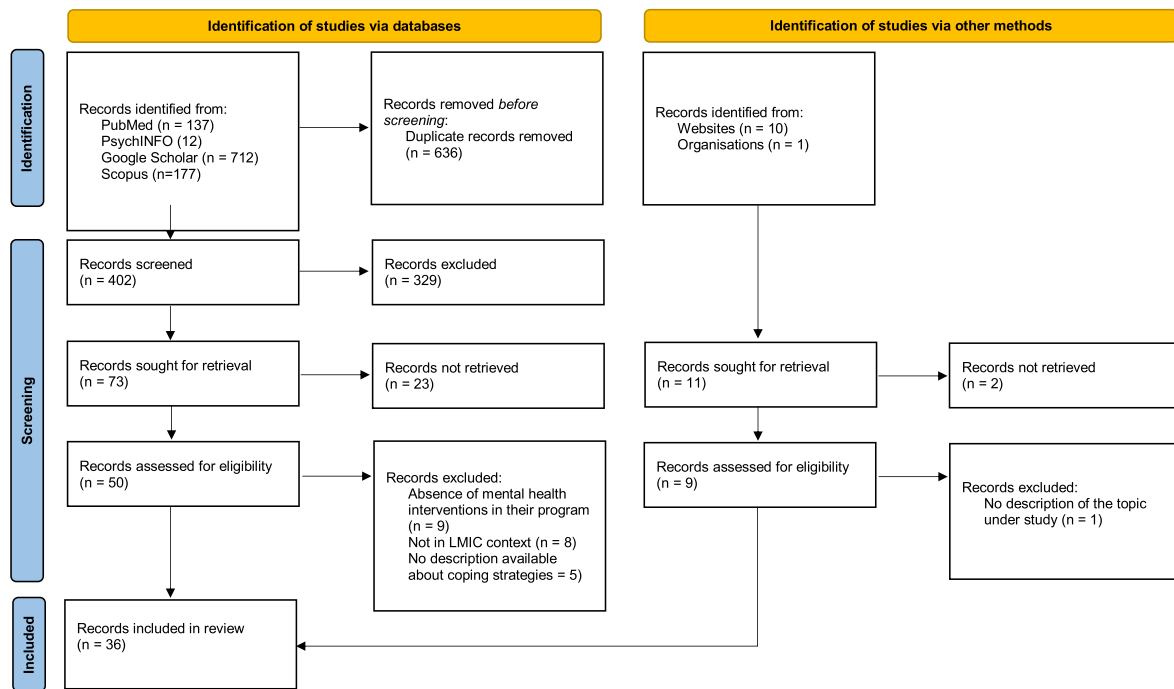 Identification of studies via databases
Identification of studies via other methods
Identification
Records identified from:
PubMed (n = 137)
PsychINFO (12)
Google Scholar (n = 712)
Scopus (n=177)
Records removed before
screening:
Duplicate records removed
(n = 636)
Records identified from:
Websites (n = 10)
Organisations (n = 1)
Screening
Records screened
(n = 402)
Records excluded
(n = 329)
Records sought for retrieval
(n = 73)
Records not retrieved
(n = 23)
Records sought for retrieval
(n = 11)
Records not retrieved
(n = 2)
Records assessed for eligibility
(n = 50)
Records excluded:
Absence of mental health
interventions in their program
(n = 9)
Not in LMIC context (n = 8)
No description available
about coping strategies = 5)
Records assessed for eligibility
(n = 9)
Records excluded:
No description of the topic
under study (n = 1)
Included
Records included in review
(n = 36)